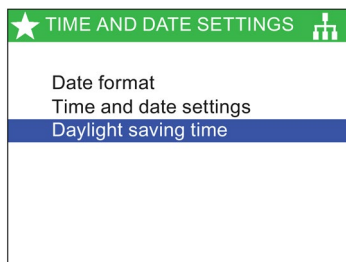 TIME AND DATE SETTINGS
Date format
Time and date settings
Daylight saving time